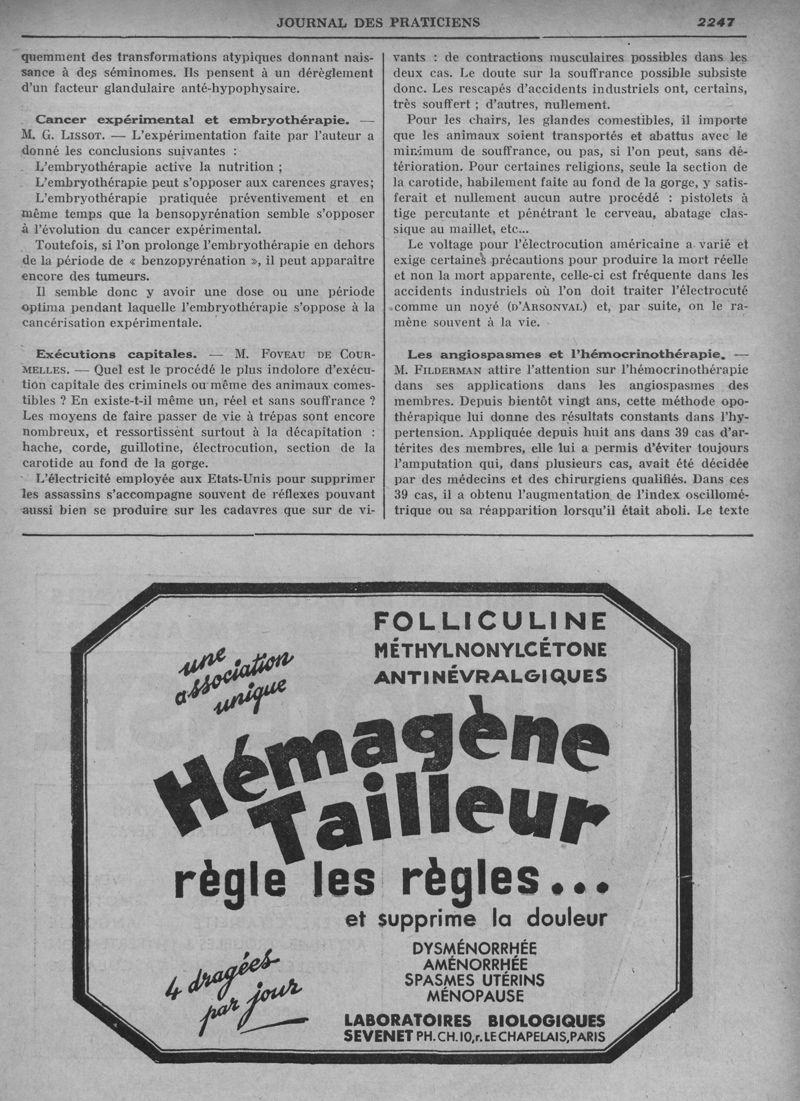 JOURNAL DES PRATICIENS 2247
quemment des transformations atypiques donnant nais-
sance à des séminomes. Ils pensent à un dérèglement
d'un facteur glandulaire anté-hypophysaire.
Cancer expérimental et embryothérapie. —
M. G. LISSOT. — L'expérimentation faite par l'auteur a
donné les conclusions suivantes :
L'embryothérapie active la nutrition ;
L'embryothérapie peut s'opposer aux carences graves;
L'embryothérapie pratiquée préventivement et en
même temps que la bensopyrénation semble s'opposer
à l'évolution du cancer expérimental.
Toutefois, si l'on prolonge l'embryothérapie en dehors
de la période de « benzopyrénation », il peut apparaître
encore des tumeurs.
Il semble donc y avoir une dose ou une période
optima pendant laquelle l'embryothérapie s'oppose à la
cancérisation expérimentale.
Exécutions capitales. — M. FOVEAU DE COUR-
MELLES. — Quel est le procédé le plus indolore d'exécu-
tion capitale des criminels ou même des animaux comes-
tibles ? En existe-t-il même un, réel et sans souffrance ?
Les moyens de faire passer de vie à trépas sont encore
nombreux, et ressortissent surtout à la décapitation :
hache, corde, guillotine, électrocution, section de la
carotide au fond de la gorge.
L'électricité employée aux Etats-Unis pour supprimer
les assassins s'accompagne souvent de réflexes pouvant
aussi bien se produire sur les cadavres que sur de vi-
vants : de contractions musculaires possibles dans les
deux cas. Le doute sur la souffrance possible subsiste
donc. Les rescapés d'accidents industriels ont, certains,
très souffert ; d'autres, nullement.
Pour les chairs, les glandes comestibles, il importe
que les animaux soient transportés et abattus avec le
minimum de souffrance, ou pas, si l'on peut, sans dé-
térioration. Pour certaines religions, seule la section de
la carotide, habilement faite au fond de la gorge, y satis-
ferait et nullement aucun autre procédé : pistolets à
tige percutante et pénétrant le cerveau, abatage clas-
sique au maillet, etc...
Le voltage pour l'électrocution américaine a varié et
exige certaines précautions pour produire la mort réelle
et non la mort apparente, celle-ci est fréquente dans les
accidents industriels où l'on doit traiter l'électrocuté
comme un noyé (D'ARSONVAL) et, par suite, on le ra-
mène souvent à la vie.
Les angiospasmes et l'hémocrinothérapie. —
M. FILDERMAN attire l'attention sur l'hémocrinothérapie
dans ses applications dans les angiospasmes des
membres. Depuis bientôt vingt ans, cette méthode opo-
thérapique lui donne des résultats constants dans l'hy-
pertension. Appliquée depuis huit ans dans 39 cas d'ar-
térites des membres, elle lui a permis d'éviter toujours
l'amputation qui, dans plusieurs cas, avait été décidée
par des médecins et des chirurgiens qualifiés. Dans ces
39 cas, il a obtenu l'augmentation de l'index oscillomé-
trique ou sa réapparition lorsqu'il était aboli. Le texte
une
association
unique
FOLLICULINE
MÉTHYLNONYLCÉTONE
ANTINÉVRALGIQUES
Hémagène
Tailleur
règle les règles...
et supprime la douleur
4 dragées
par jour
DYSMÉNORRHÉE
AMÉNORRHÉE
SPASMES UTÉRINS
MÉNOPAUSE
LABORATOIRES BIOLOGIQUES
SEVENET PH. CH. 10, r. LE CHAPELAIS, PARIS